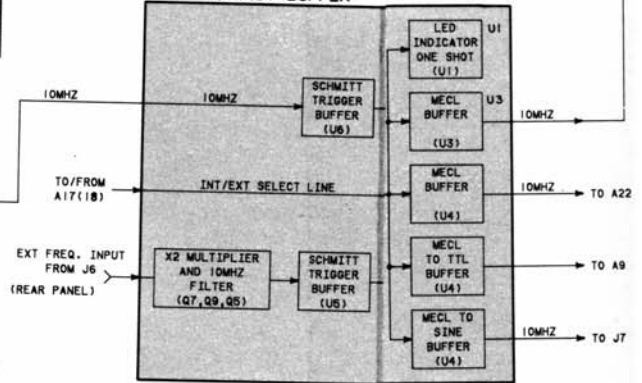 LED
INDICATOR
ONE SHOT
(U1)
U1
10MHZ
10MHZ
SCHMITT
TRIGGER
BUFFER
(U6)
MECL
BUFFER
(U3)
U3
10MHZ
TO/FROM
A17(18)
INT/EXT SELECT LINE
MECL
BUFFER
(U4)
10MHZ
TO A22
EXT FREQ. INPUT
FROM J6
(REAR PANEL)
X2 MULTIPLIER
AND 10MHZ
FILTER
(Q7,Q9,Q5)
SCHMITT
TRIGGER
BUFFER
(U5)
MECL
TO TTL
BUFFER
(U4)
TO A9
MECL TO
SINE
BUFFER
(U4)
10MHZ
TO J7